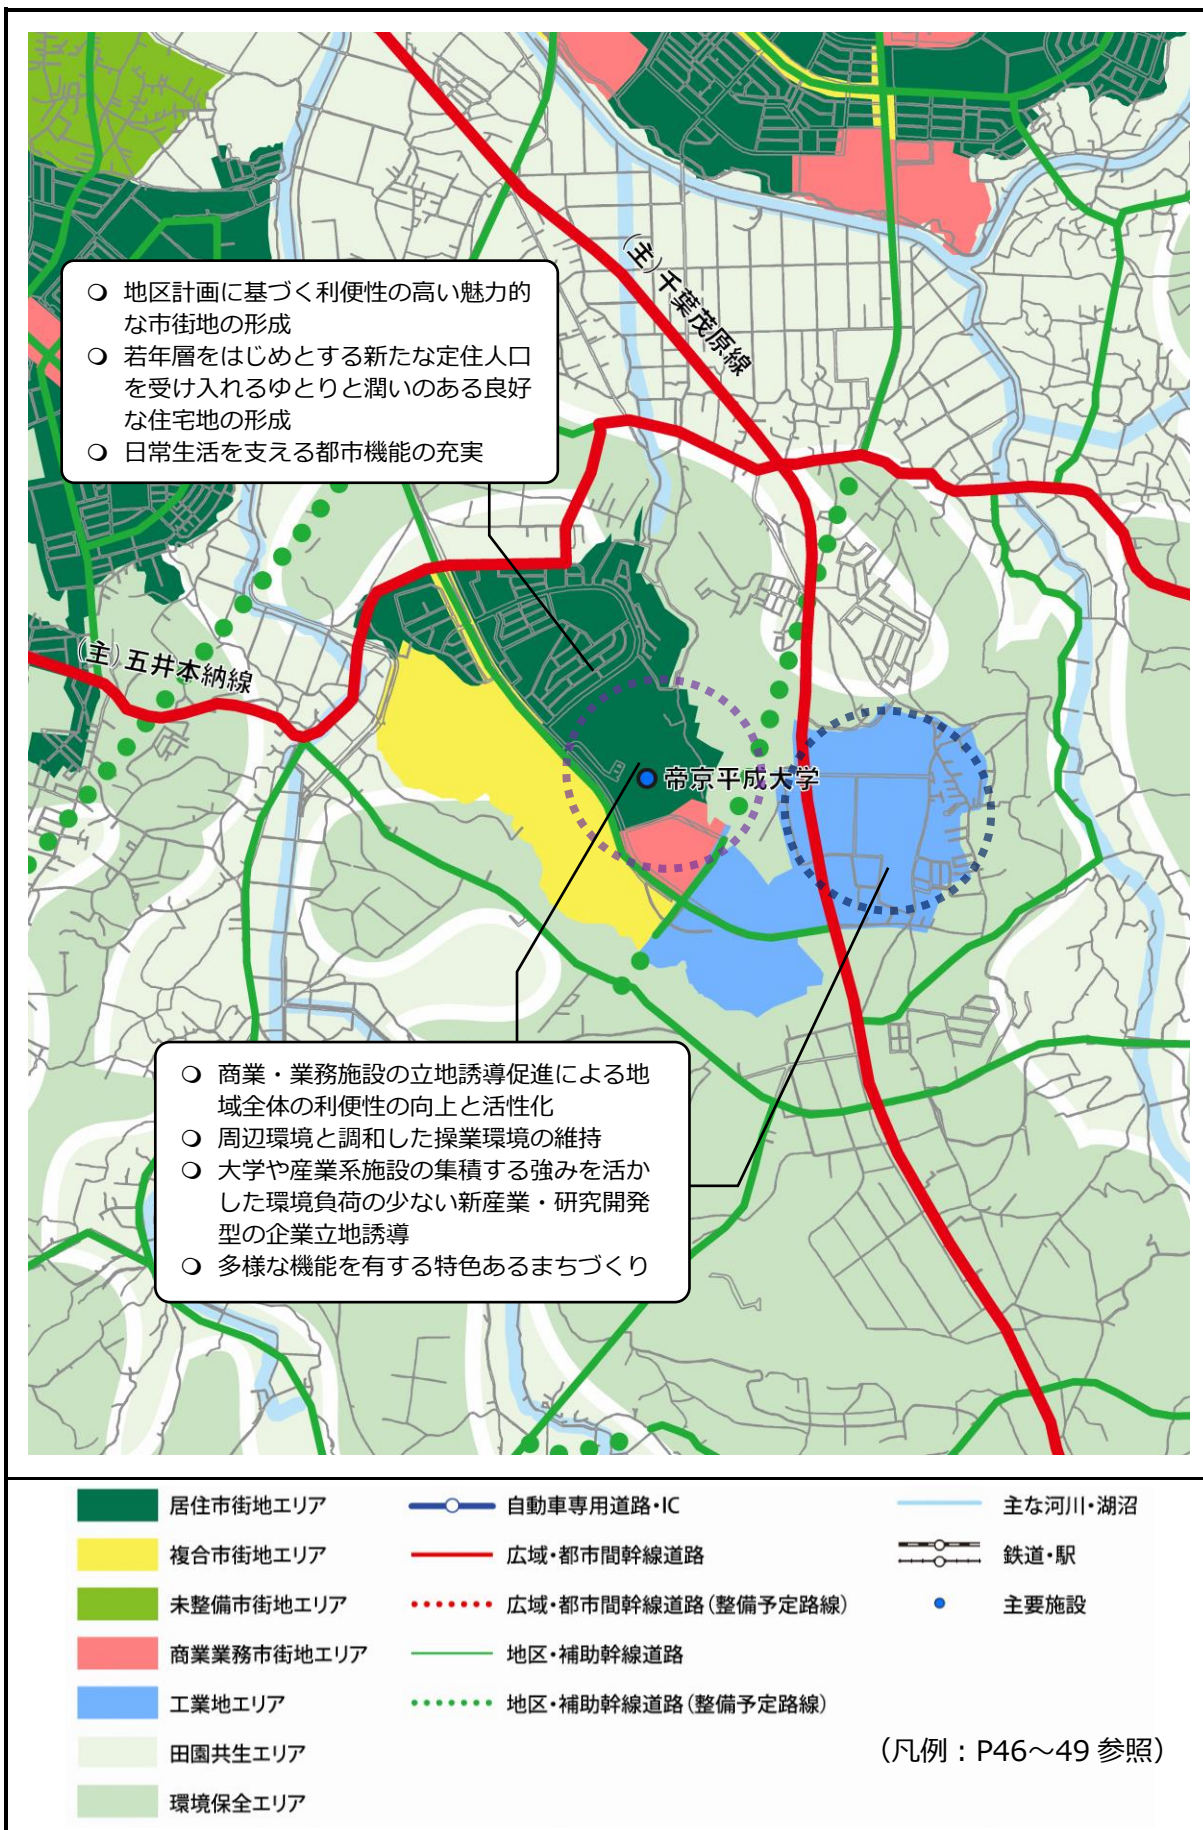 (主)千葉茂原線
○ 地区計画に基づく利便性の高い魅力的
な市街地の形成
○ 若年層をはじめとする新たな定住人口
を受け入れるゆとりと潤いのある良好
な住宅地の形成
○ 日常生活を支える都市機能の充実
(主)五井本納線
帝京平成大学
○ 商業・業務施設の立地誘導促進による地
域全体の利便性の向上と活性化
○ 周辺環境と調和した操業環境の維持
○ 大学や産業系施設の集積する強みを活か
した環境負荷の少ない新産業・研究開発
型の企業立地誘導
○ 多様な機能を有する特色あるまちづくり
居住市街地エリア
複合市街地エリア
未整備市街地エリア
商業業務市街地エリア
工業地エリア
田園共生エリア
環境保全エリア
自動車専用道路・IC
広域・都市間幹線道路
広域・都市間幹線道路(整備予定路線)
地区・補助幹線道路
地区・補助幹線道路(整備予定路線)
主な河川・湖沼
鉄道・駅
主要施設
(凡例：P46～49 参照)